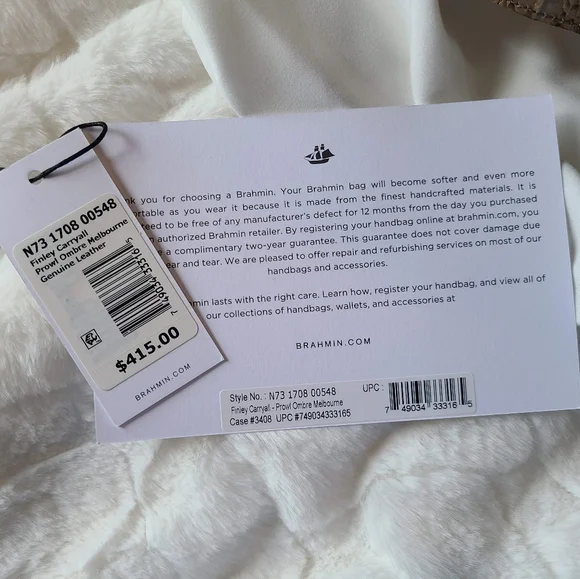 N73 1708 00548
Finley Carryall
Prowl Ombre Melbourne
Genuine Leather
7 49034 33316 5
$415.00
BRAHMIN.COM
you for choosing a Brahmin. Your Brahmin bag will become softer and even more
as you wear it because it is made from the finest handcrafted materials. It is
to be free of any manufacturer's defect for 12 months from the day you purchased
authorized Brahmin retailer. By registering your handbag online at brahmin.com, you
a complimentary two-year guarantee. This guarantee does not cover damage due
and tear. We are pleased to offer repair and refurbishing services on most of our
handbags and accessories.
lasts with the right care. Learn how, register your handbag, and view all of
our collections of handbags, wallets, and accessories at
BRAHMIN.COM
Style No.: N73 1708 00548 UPC:
Finley Carryall - Prowl Ombre Melbourne
Case #3408 UPC #749034333165
7 49034 33316 5